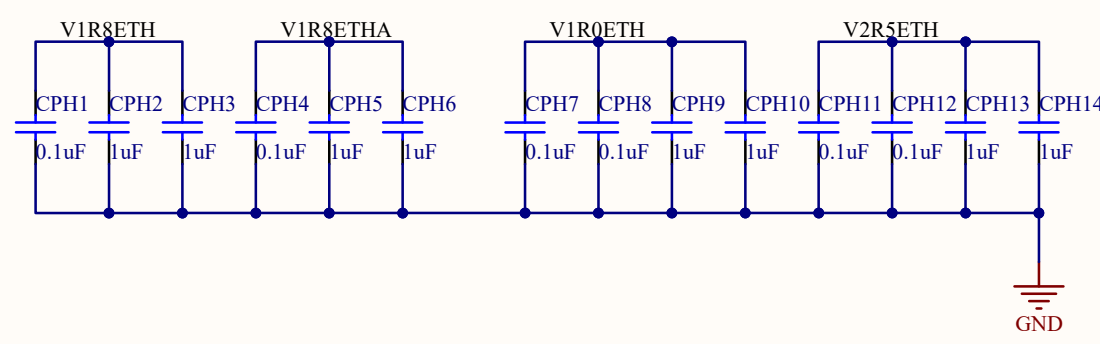 V1R8ETH V1R8ETHA V1R0ETH V2R5ETH
CPH1 CPH2 CPH3 CPH4 CPH5 CPH6 CPH7 CPH8 CPH9 CPH10 CPH11 CPH12 CPH13 CPH14
0.1uF 1uF 1uF 0.1uF 1uF 1uF 0.1uF 0.1uF 1uF 1uF 0.1uF 0.1uF 1uF 1uF
GND